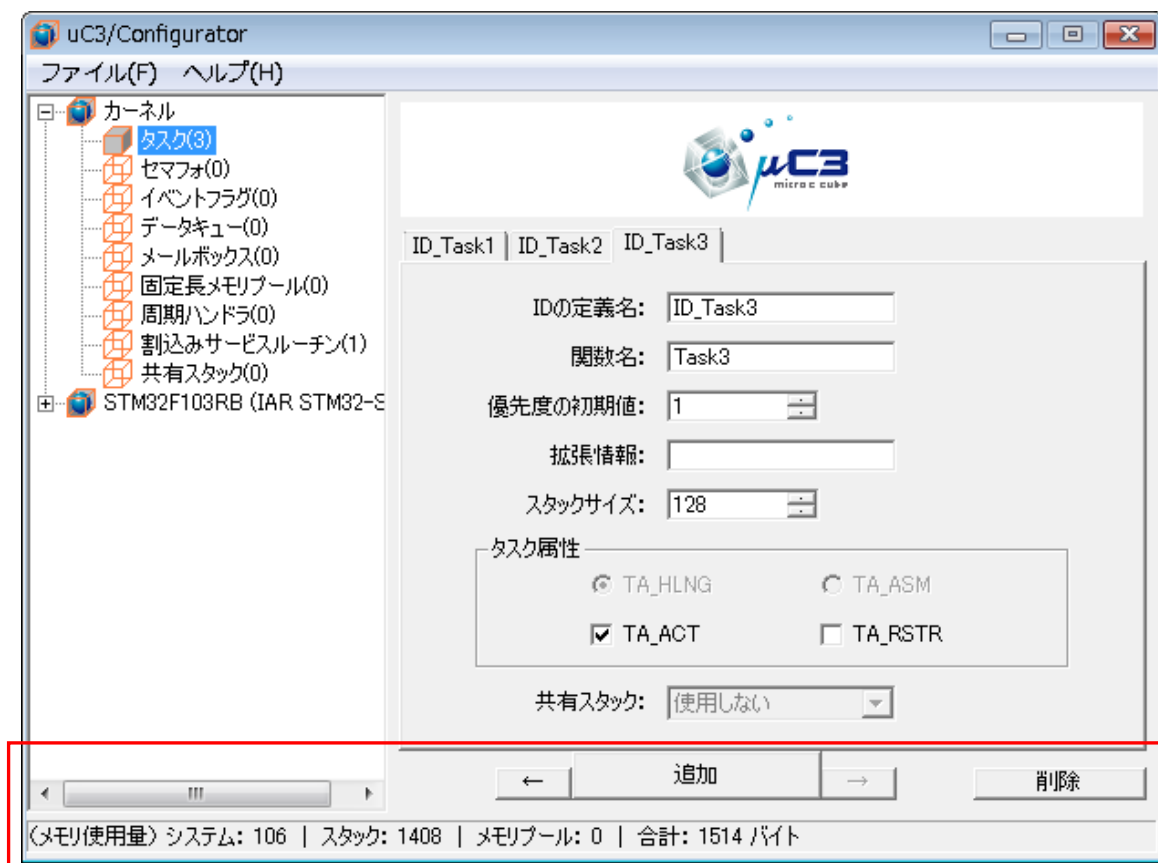 uC3/Configurator
ファイル(F) ヘルプ(H)
カーネル
タスク(3)
セマフォ(0)
イベントフラグ(0)
データキュー(0)
メールボックス(0)
固定長メモリプール(0)
周期ハンドラ(0)
割込みサービスルーチン(1)
共有スタック(0)
STM32F103RB (IAR STM32-S
μC3
micro c cube
ID_Task1 ID_Task2 ID_Task3
IDの定義名: ID_Task3
関数名: Task3
優先度の初期値: 1
拡張情報:
スタックサイズ: 128
タスク属性
TA_HLNG TA_ASM
TA_ACT TA_RSTR
共有スタック: 使用しない
← 追加 → 削除
(メモリ使用量) システム: 106 | スタック: 1408 | メモリプール: 0 | 合計: 1514 バイト